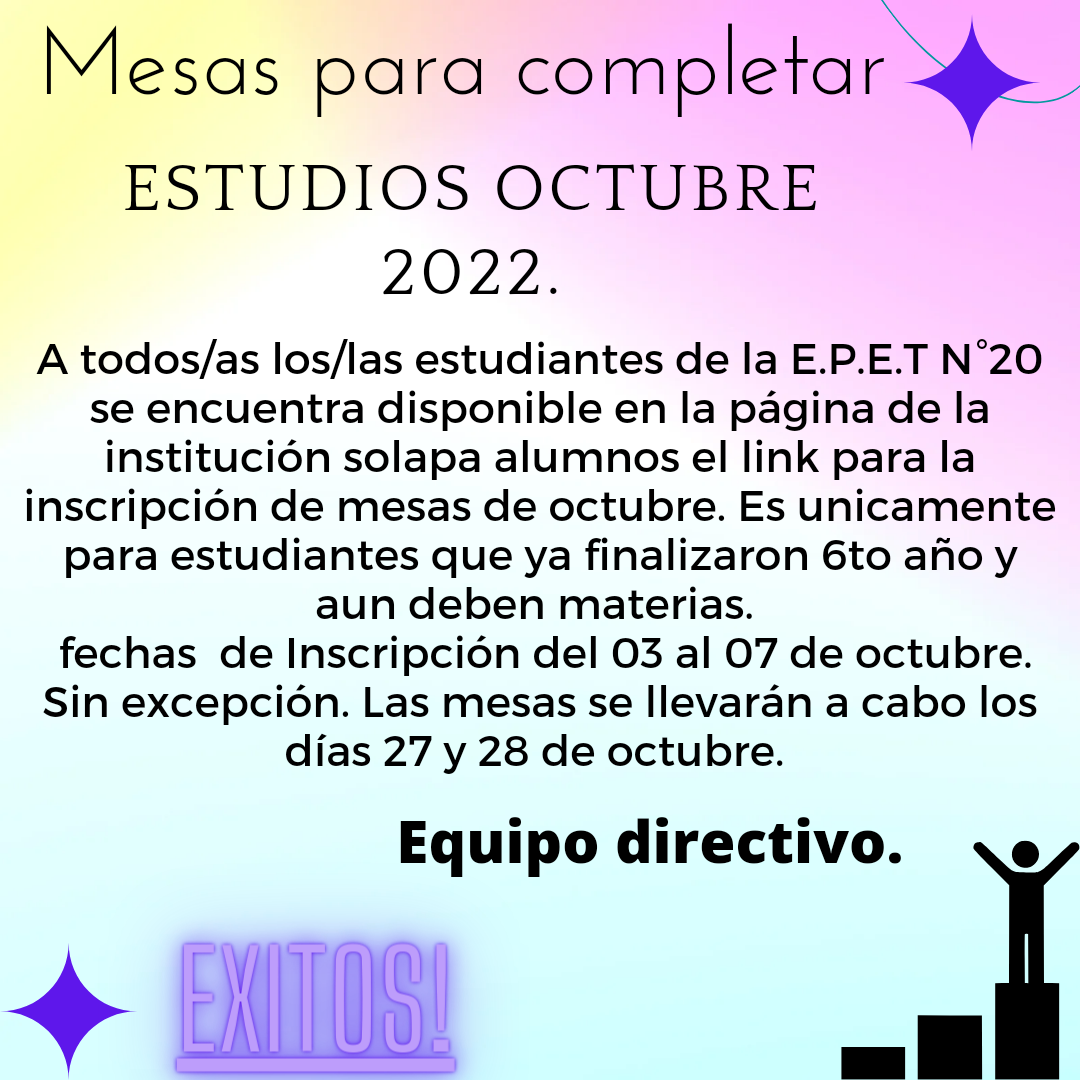 Mesas para completar
ESTUDIOS OCTUBRE
2022.
A todos/as los/las estudiantes de la E.P.E.T N°20
se encuentra disponible en la página de la
institución solapa alumnos el link para la
inscripción de mesas de octubre. Es unicamente
para estudiantes que ya finalizaron 6to año y
aun deben materias.
fechas  de Inscripción del 03 al 07 de octubre.
Sin excepción. Las mesas se llevarán a cabo los
días 27 y 28 de octubre.
Equipo directivo.
EXITOS!